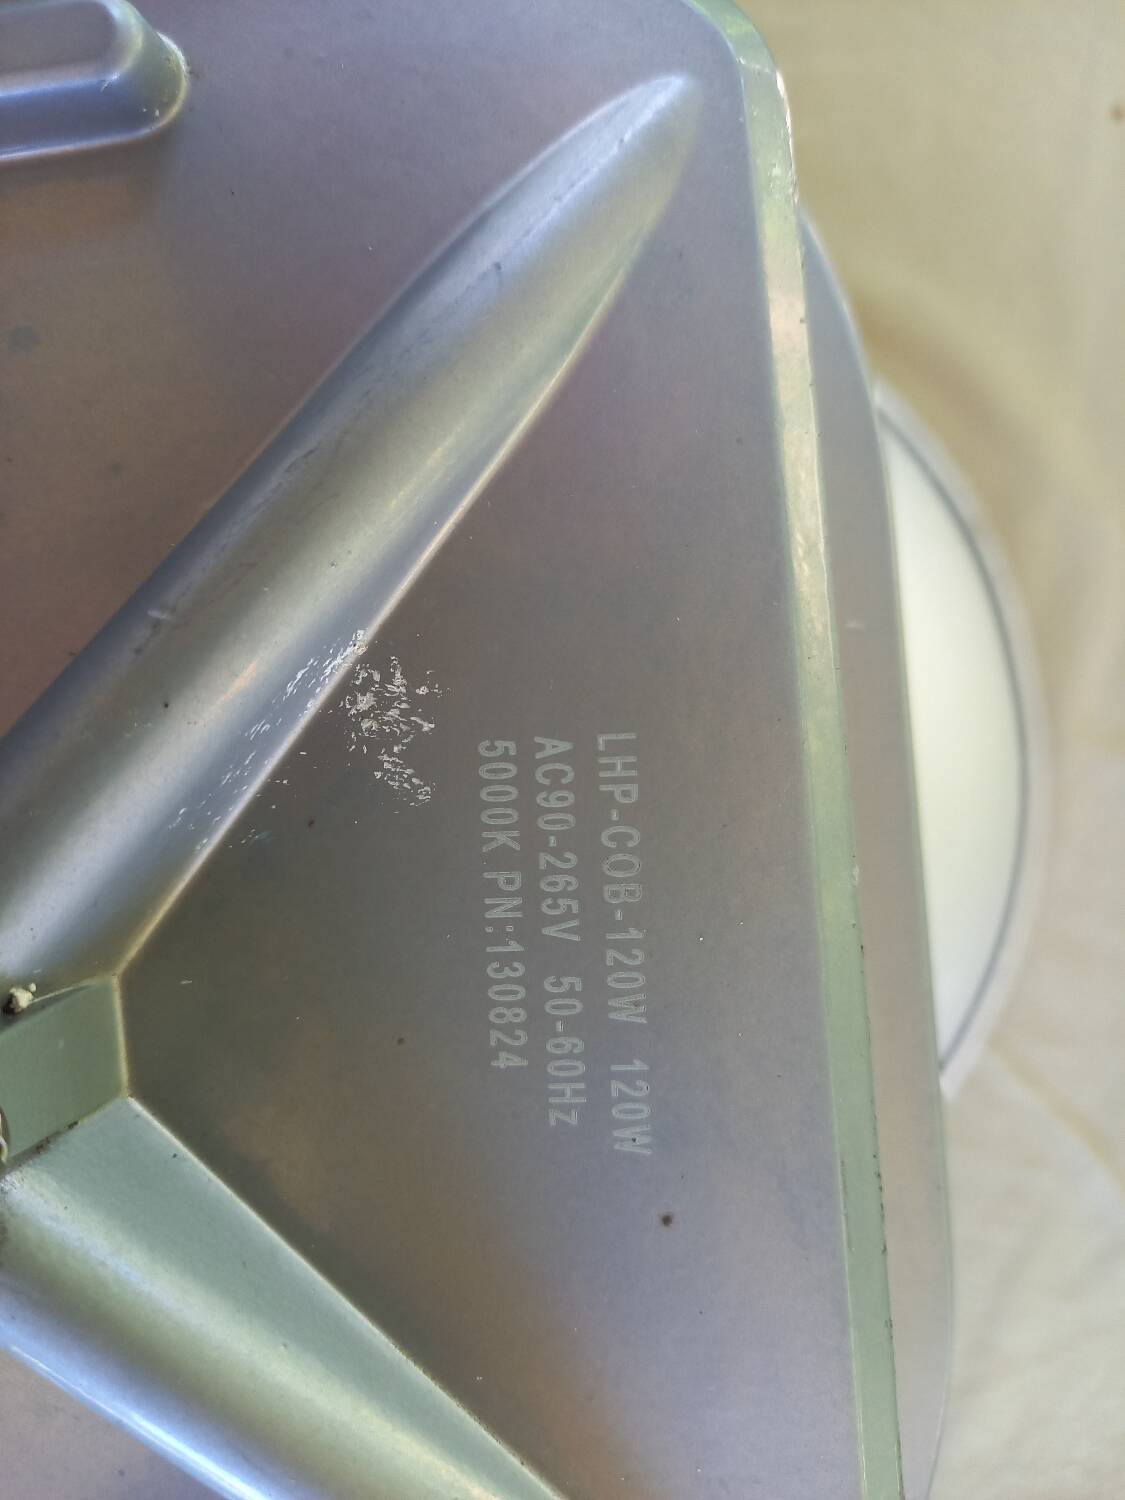 LHP-COB-120W 120W
AC90-265V 50-60Hz
5000K PN:130824